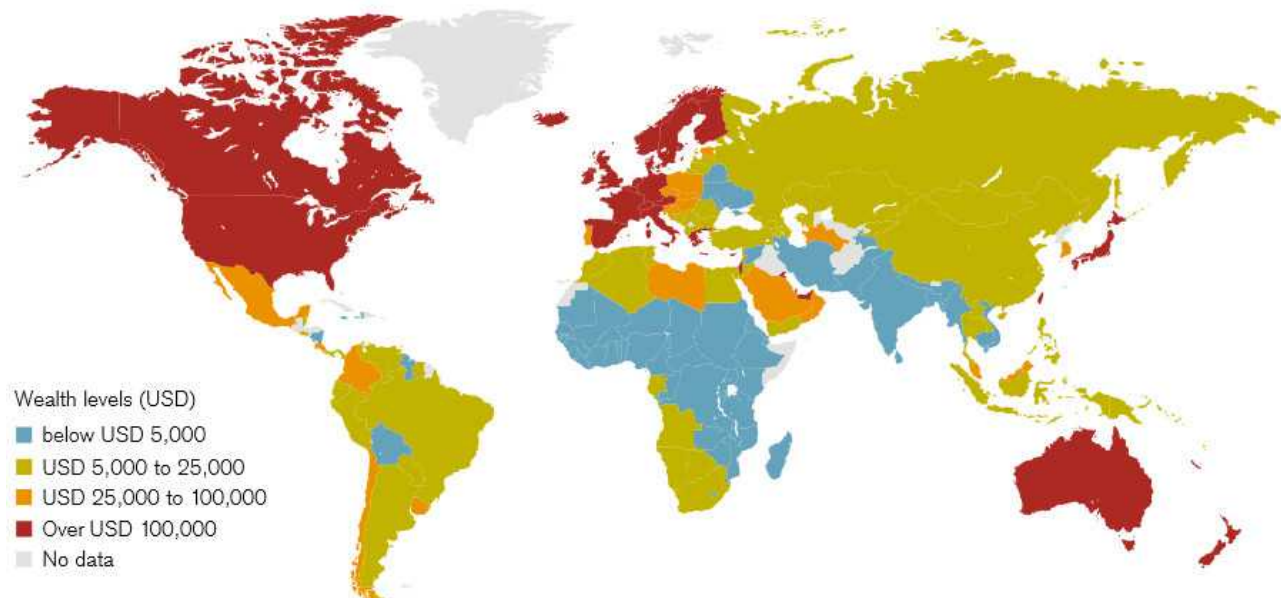 Wealth levels (USD)
below USD 5,000
USD 5,000 to 25,000
USD 25,000 to 100,000
Over USD 100,000
No data